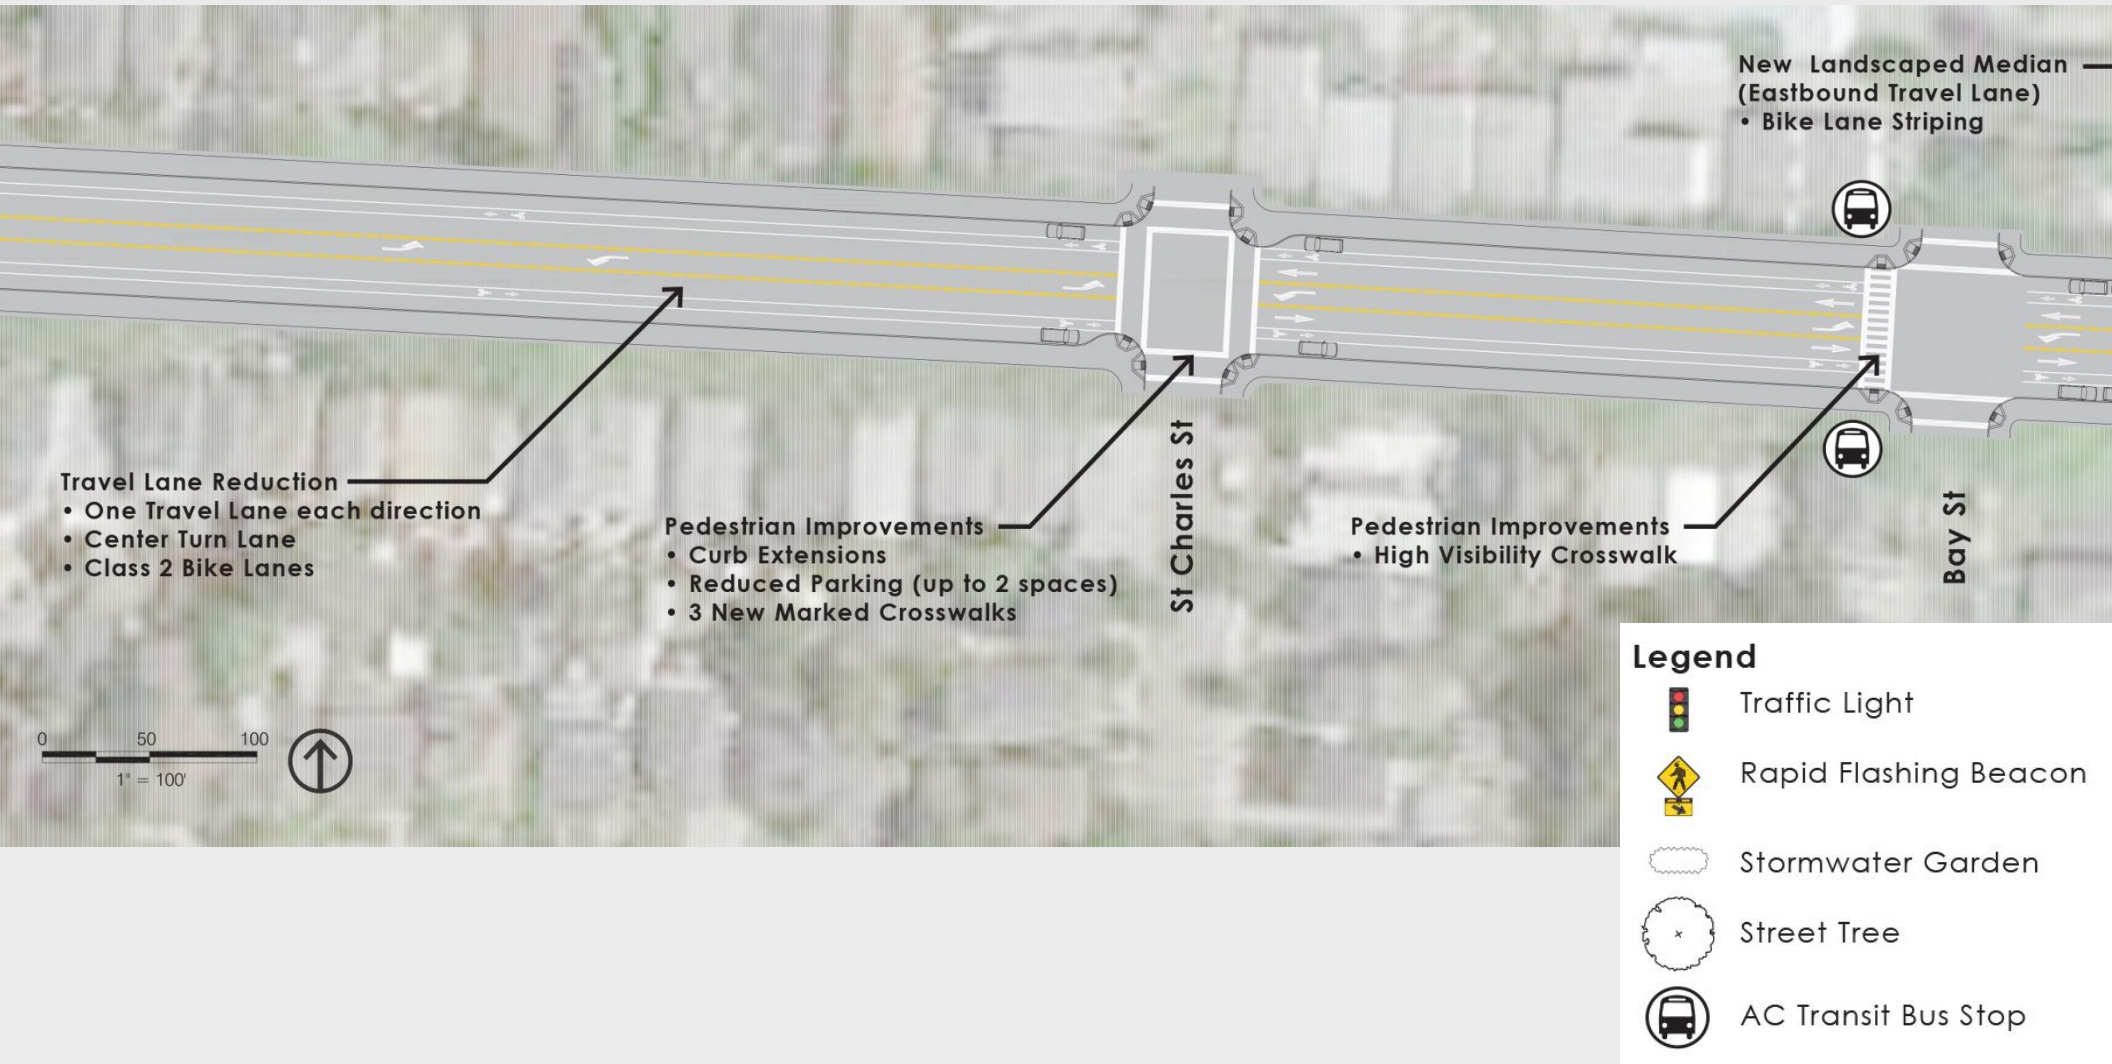 New Landscaped Median
(Eastbound Travel Lane)
• Bike Lane Striping
Travel Lane Reduction
• One Travel Lane each direction
• Center Turn Lane
• Class 2 Bike Lanes
Pedestrian Improvements
• Curb Extensions
• Reduced Parking (up to 2 spaces)
• 3 New Marked Crosswalks
St Charles St
Pedestrian Improvements
• High Visibility Crosswalk
Bay St
0 50 100
1" = 100'
Legend
Traffic Light
Rapid Flashing Beacon
Stormwater Garden
Street Tree
AC Transit Bus Stop